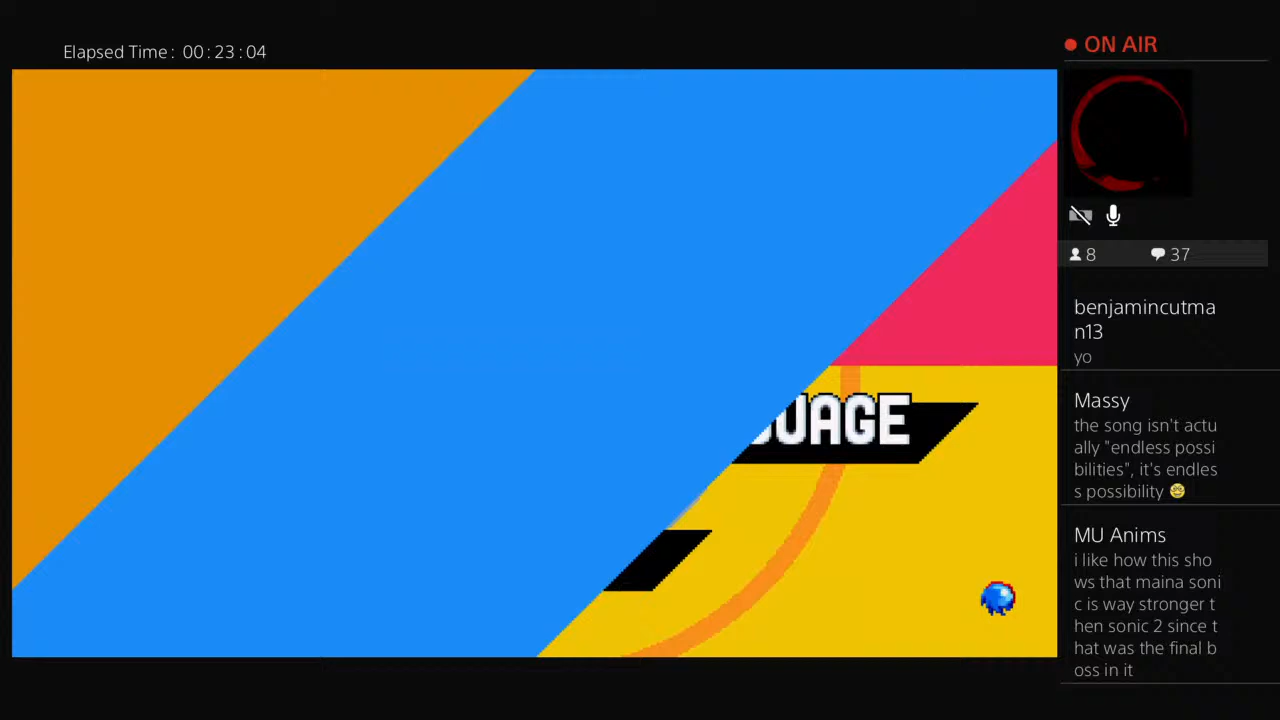 Elapsed Time: 00:23:04
ON AIR
UAGE
8 37
benjamincutma
n13
yo
Massy
the song isn't actu
ally "endless possi
bilities", it's endles
s possibility 🤓
MU Anims
i like how this sho
ws that maina soni
c is way stronger t
hen sonic 2 since t
hat was the final b
oss in it